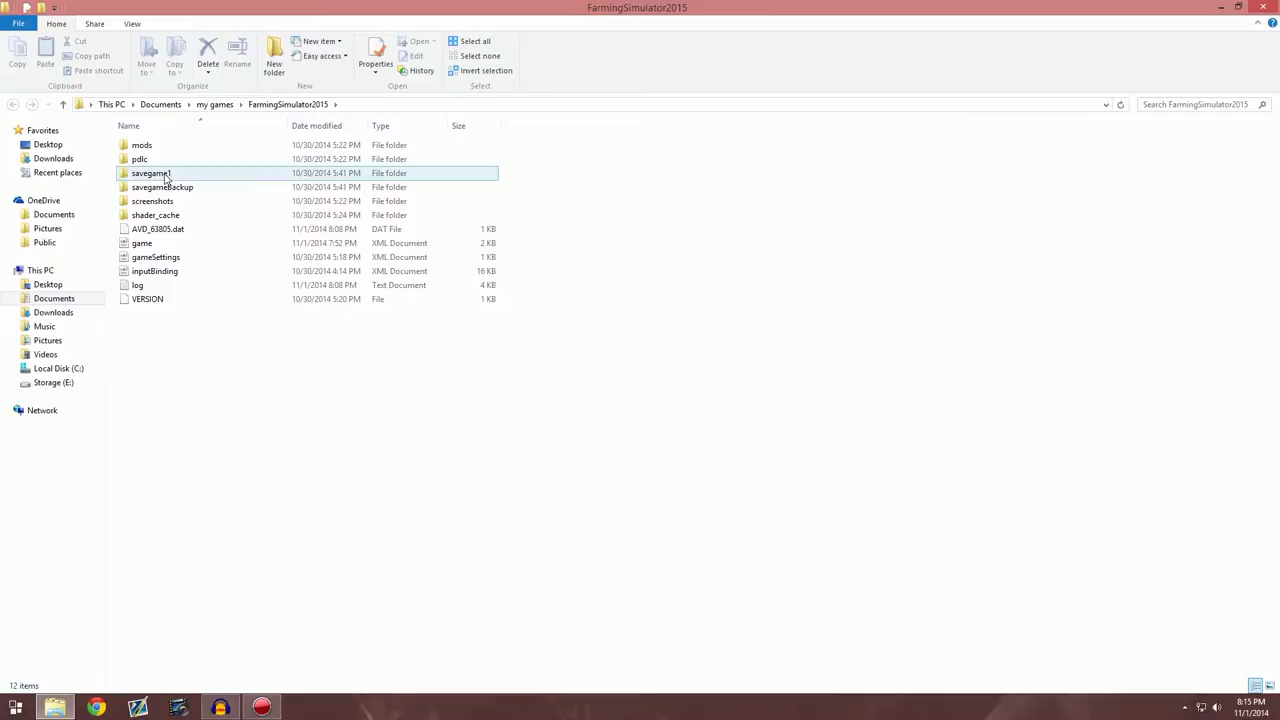 FarmingSimulator2015
File Home Share View
Copy
Paste
Cut
Copy path
Paste shortcut
Clipboard
Move to
Copy to
Delete
Rename
Organize
New folder
New item
Easy access
New
Properties
Open
Edit
History
Open
Select all
Select none
Invert selection
Select
This PC Documents my games FarmingSimulator2015
Search FarmingSimulator2015
Favorites
Desktop
Downloads
Recent places
OneDrive
Documents
Pictures
Public
This PC
Desktop
Documents
Downloads
Music
Pictures
Videos
Local Disk (C:)
Storage (E:)
Network
Name Date modified Type Size
mods 10/30/2014 5:22 PM File folder
pdlc 10/30/2014 5:22 PM File folder
savegame1 10/30/2014 5:41 PM File folder
savegameBackup 10/30/2014 5:41 PM File folder
screenshots 10/30/2014 5:22 PM File folder
shader_cache 10/30/2014 5:24 PM File folder
AVD_63805.dat 11/1/2014 8:08 PM DAT File 1 KB
game 11/1/2014 7:52 PM XML Document 2 KB
gameSettings 10/30/2014 5:18 PM XML Document 1 KB
inputBinding 10/30/2014 4:14 PM XML Document 16 KB
log 11/1/2014 8:08 PM Text Document 4 KB
VERSION 10/30/2014 5:20 PM File 1 KB
12 items
8:15 PM
11/1/2014